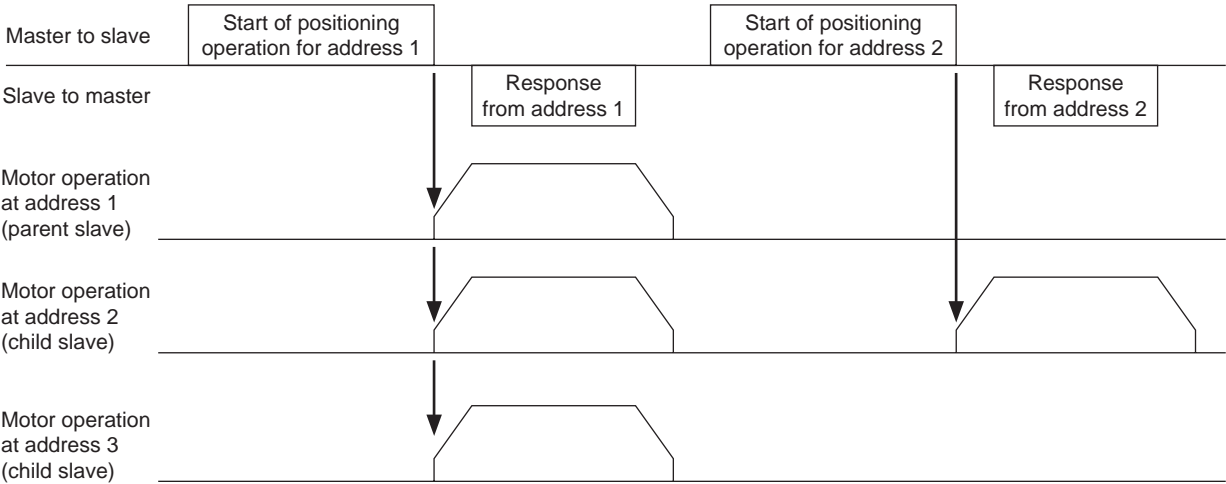 Master to slave
Start of positioning
operation for address 1
Start of positioning
operation for address 2
Slave to master
Response
from address 1
Response
from address 2
Motor operation
at address 1
(parent slave)
Motor operation
at address 2
(child slave)
Motor operation
at address 3
(child slave)